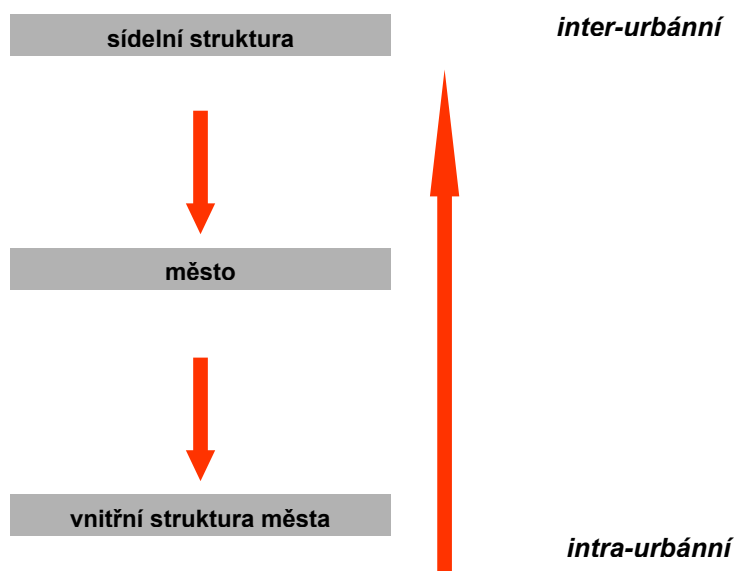 inter-urbánní
sídelní struktura
město
vnitřní struktura města
intra-urbánní